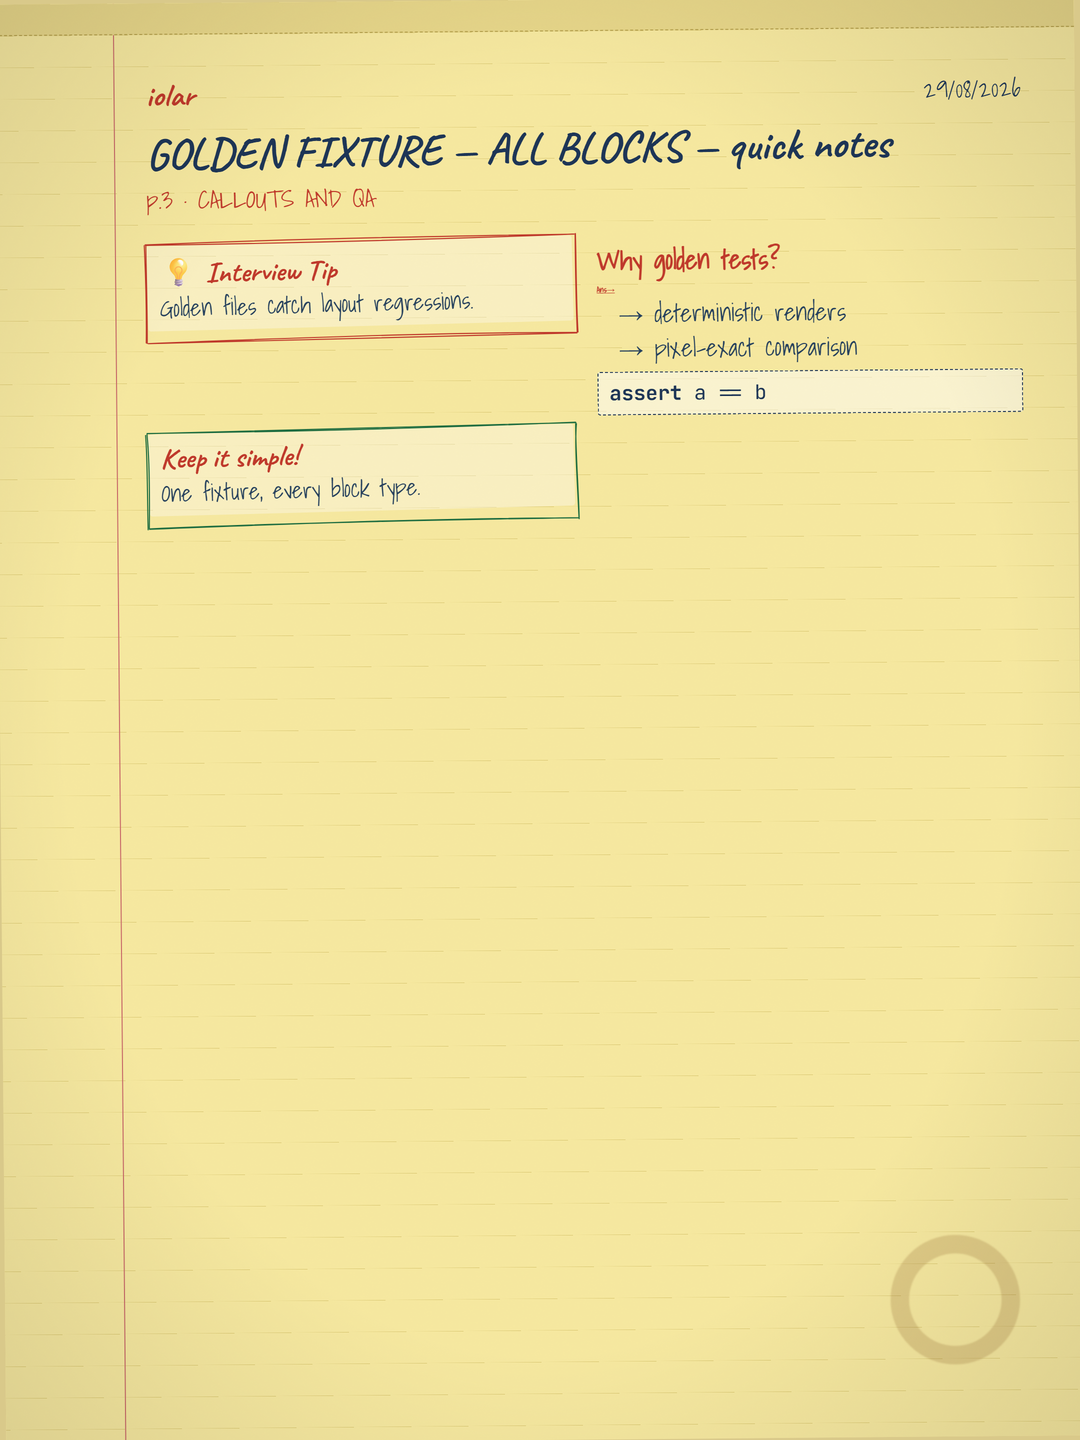 iolar
29/08/2026
GOLDEN FIXTURE – ALL BLOCKS – quick notes
p.3 · CALLOUTS AND QA
Interview Tip
Golden files catch layout regressions.
Keep it simple!
One fixture, every block type.
Why golden tests?
Ans→
→ deterministic renders
→ pixel-exact comparison
assert a == b